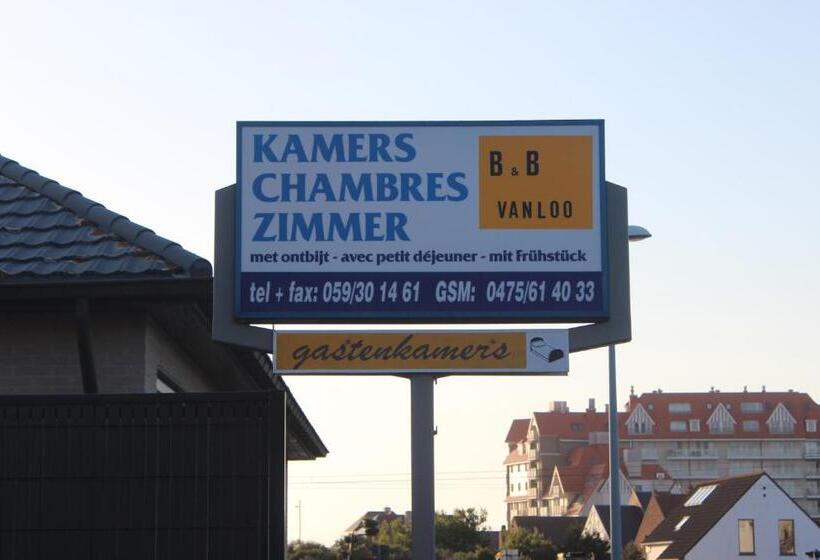 KAMERS
CHAMBRES
ZIMMER
B & B
VANLOO
met ontbijt - avec petit déjeuner - mit Frühstück
tel + fax: 059/30 14 61 GSM: 0475/61 40 33
gastenkamers